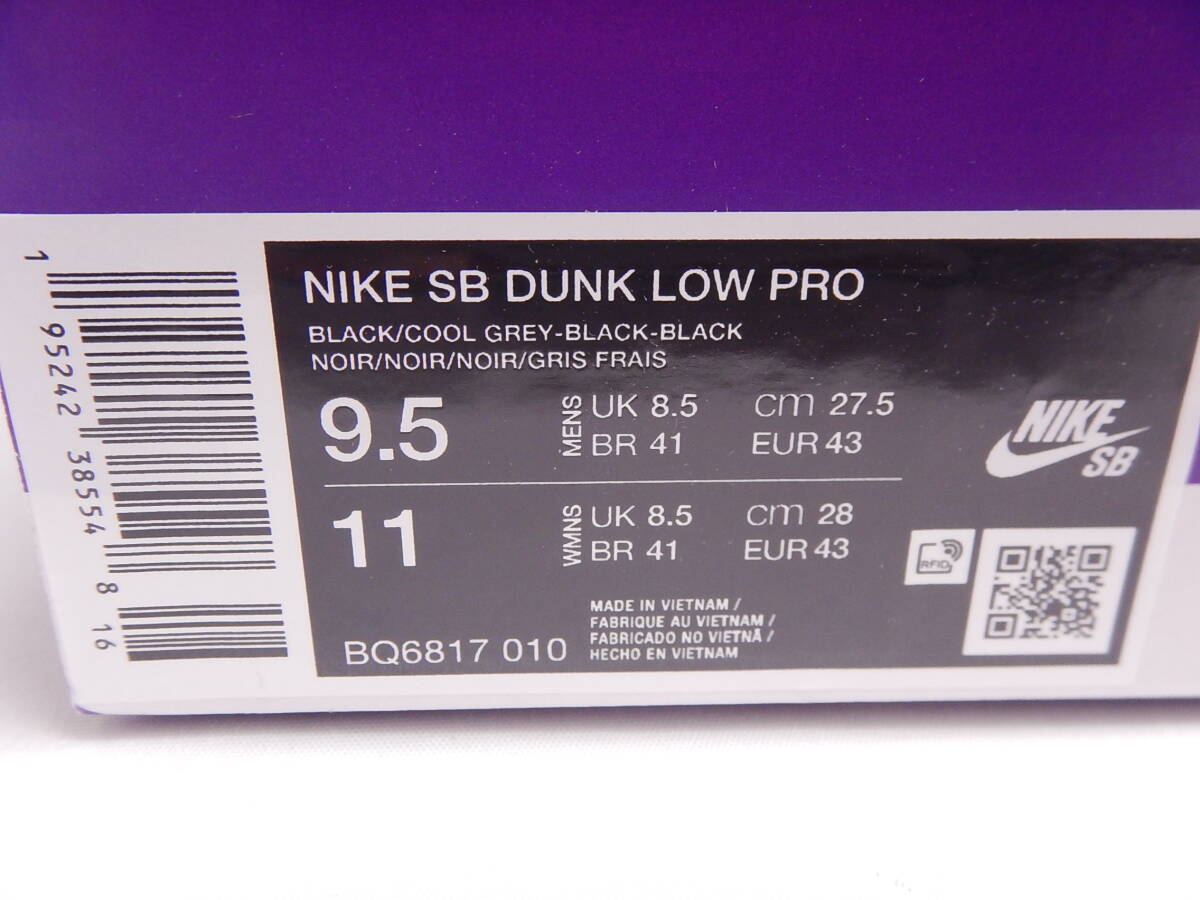 NIKE SB DUNK LOW PRO
BLACK/COOL GREY-BLACK-BLACK
NOIR/NOIR/NOIR/GRIS FRAIS
9.5 MENS UK 8.5 cm 27.5
BR 41 EUR 43
11 WMNS UK 8.5 cm 28
BR 41 EUR 43
BQ6817 010
MADE IN VIETNAM /
FABRIQUE AU VIETNAM /
FABRICADO NO VIETNÃ /
HECHO EN VIETNAM
NIKE
SB
RFID
1 95242 38554 8 16